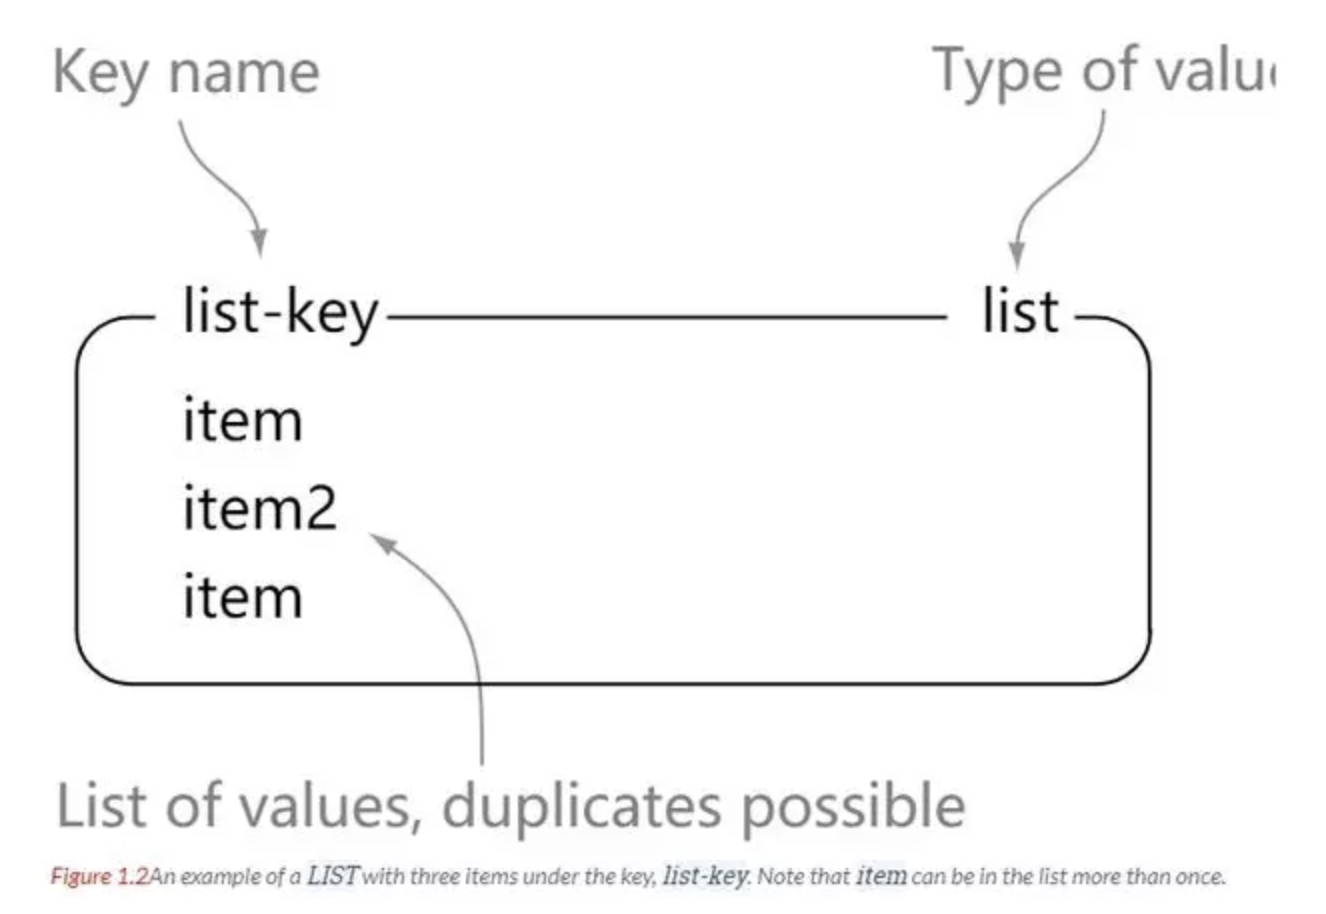 Key name
Type of valu
list-key
list
item
item2
item
List of values, duplicates possible
Figure 1.2An example of a LIST with three items under the key, list-key. Note that item can be in the list more than once.